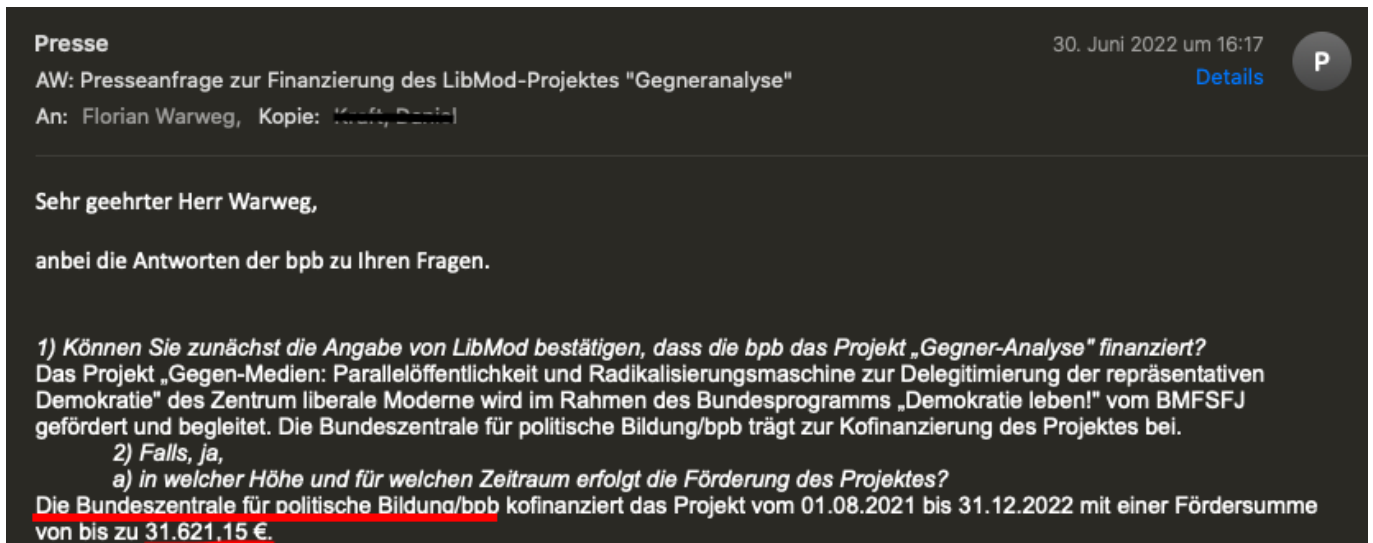 Presse
30. Juni 2022 um 16:17
P
AW: Presseanfrage zur Finanzierung des LibMod-Projektes "Gegneranalyse"
Details
An: Florian Warweg, Kopie:
Sehr geehrter Herr Warweg,
anbei die Antworten der bpb zu Ihren Fragen.
1) Können Sie zunächst die Angabe von LibMod bestätigen, dass die bpb das Projekt „Gegner-Analyse" finanziert?
Das Projekt „Gegen-Medien: Parallelöffentlichkeit und Radikalisierungsmaschine zur Delegitimierung der repräsentativen
Demokratie" des Zentrum liberale Moderne wird im Rahmen des Bundesprogramms „Demokratie leben!" vom BMFSFJ
gefördert und begleitet. Die Bundeszentrale für politische Bildung/bpb trägt zur Kofinanzierung des Projektes bei.
2) Falls, ja,
a) in welcher Höhe und für welchen Zeitraum erfolgt die Förderung des Projektes?
Die Bundeszentrale für politische Bildung/bpb kofinanziert das Projekt vom 01.08.2021 bis 31.12.2022 mit einer Fördersumme
von bis zu 31.621,15 €.